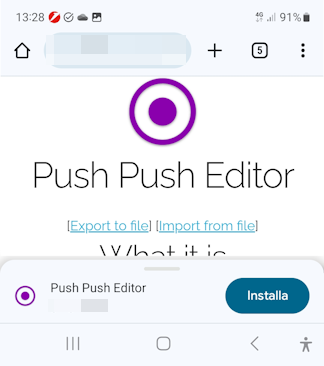 13:28 4G 91%
5
Push Push Editor
[Export to file] [Import from file]
What it is
Push Push Editor
Installa